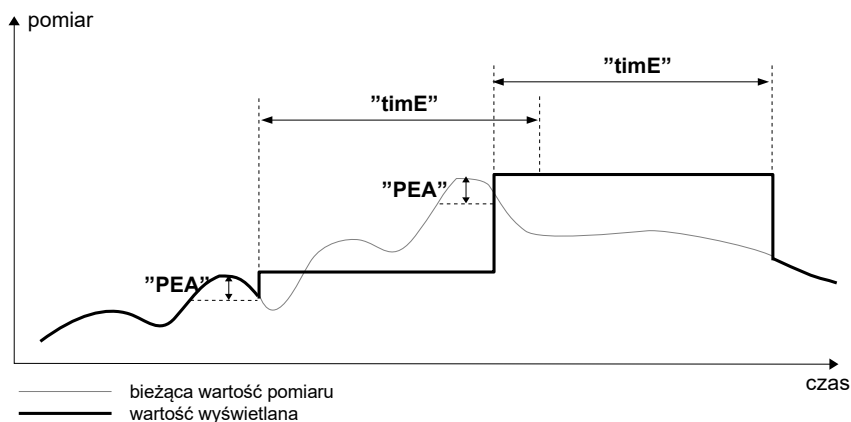 pomiar
”timE”
”timE”
”PEA”
”PEA”
czas
bieżąca wartość pomiaru
wartość wyświetlana